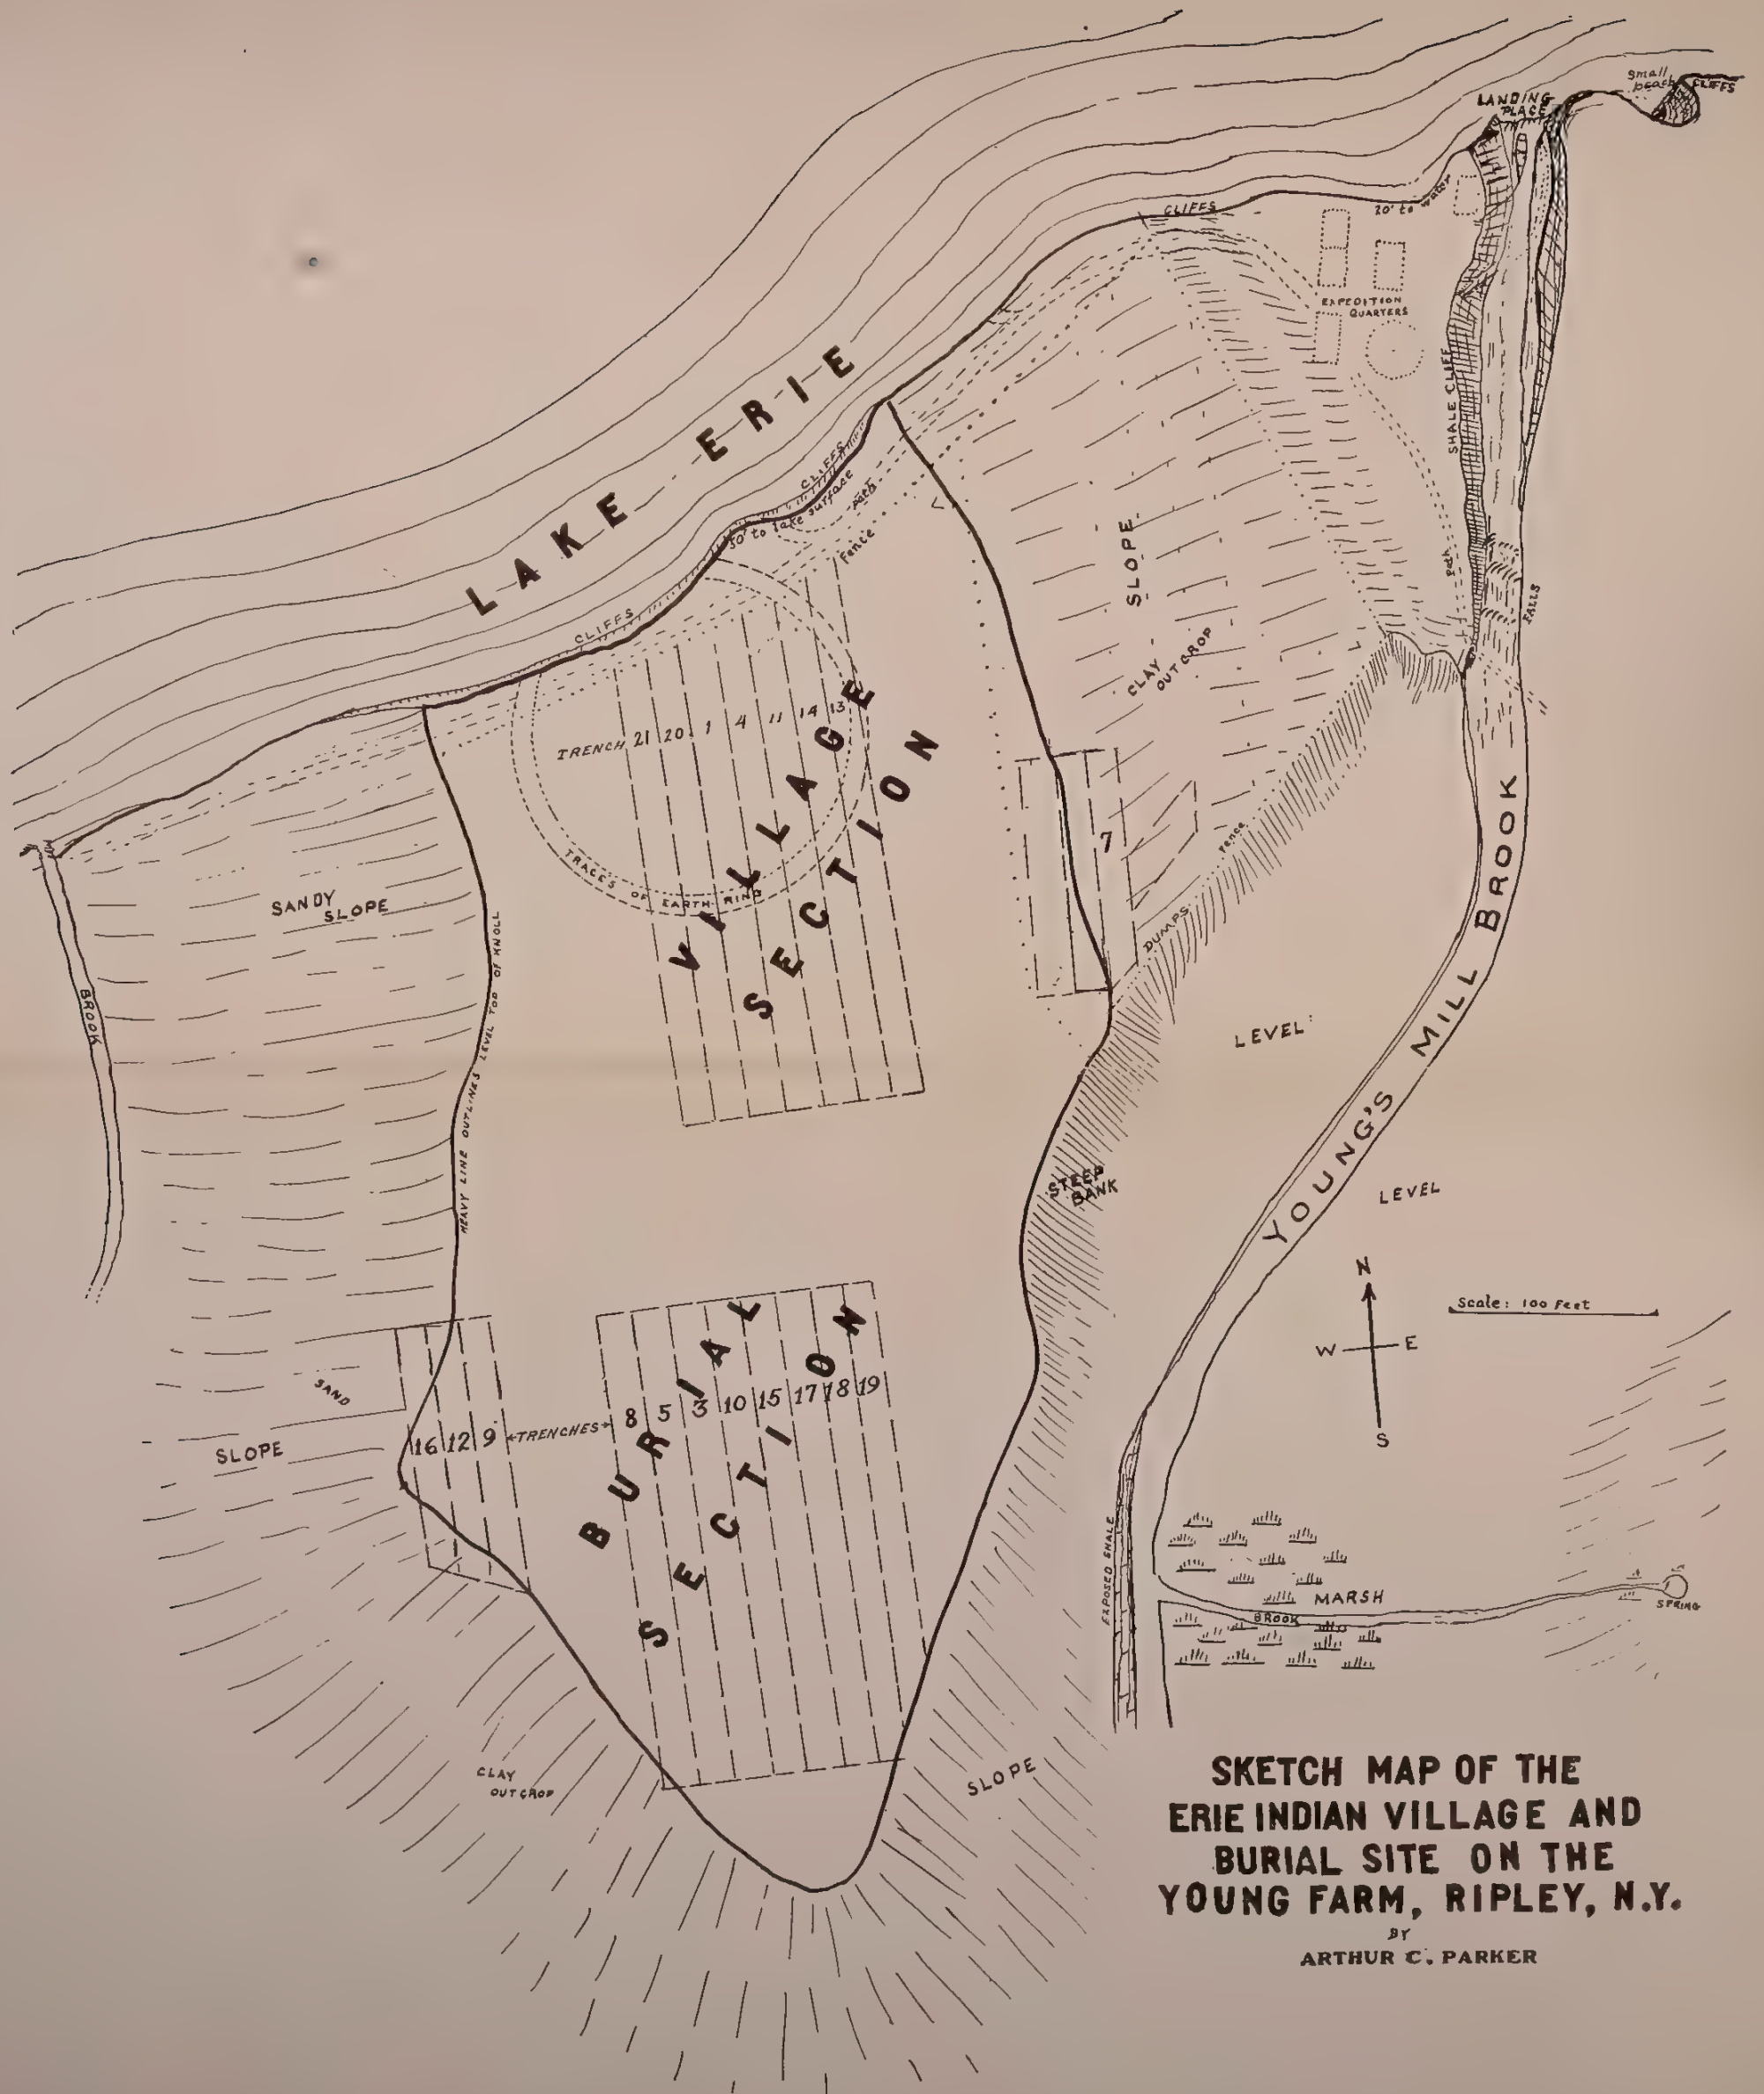 small
beach
CLIFFS
LANDING
PLACE
20' to water
CLIFFS
EXPEDITION
QUARTERS
SHALE CLIFF
LAKE ERIE
CLIFFS
50' to lake surface
path
Fence
SLOPE
Path
FALLS
CLIFFS
CLAY
OUTCROP
TRENCH 21 20 1 4 11 14 13
VILLAGE
SECTION
TRACES OF EARTH RING
7
Fence
DUMPS
SANDY
SLOPE
BROOK
HEAVY LINE OUTLINES LEVEL TOP OF KNOLL
YOUNG'S MILL BROOK
LEVEL
STEEP
BANK
LEVEL
N
W E
S
Scale: 100 Feet
SAND
SLOPE
16 12 9 TRENCHES 8 5 3 10 15 17 18 19
BURIAL
SECTION
EXPOSED SHALE
MARSH
BROOK
SPRING
CLAY
OUTCROP
SLOPE
SKETCH MAP OF THE
ERIE INDIAN VILLAGE AND
BURIAL SITE ON THE
YOUNG FARM, RIPLEY, N.Y.
BY
ARTHUR C. PARKER